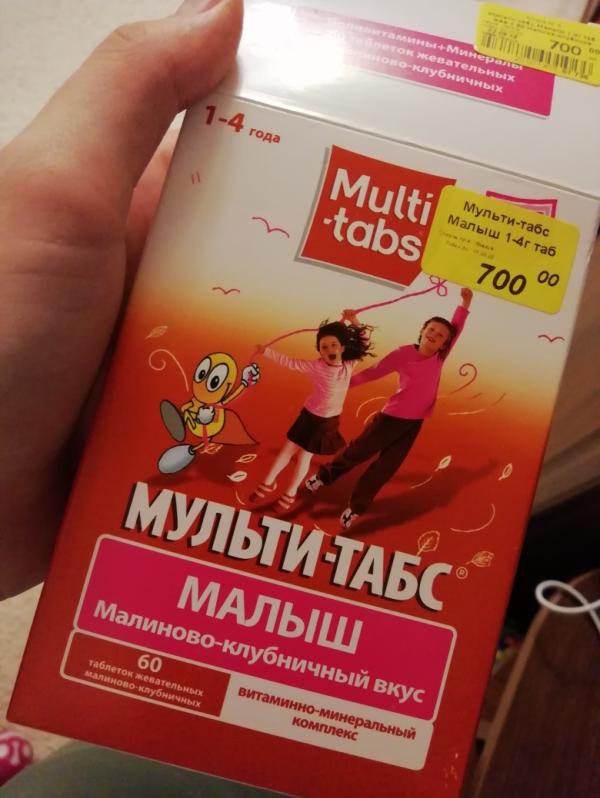 Поливитамины+Минералы
таблеток жевательных
малиново-клубничных
700
1-4 года
Multi
-tabs
Мульти-табс
Малыш 1-4г таб
700 00
МУЛЬТИ-ТАБС®
МАЛЫШ
Малиново-клубничный вкус
60
таблеток жевательных
малиново-клубничных
витаминно-минеральный
комплекс